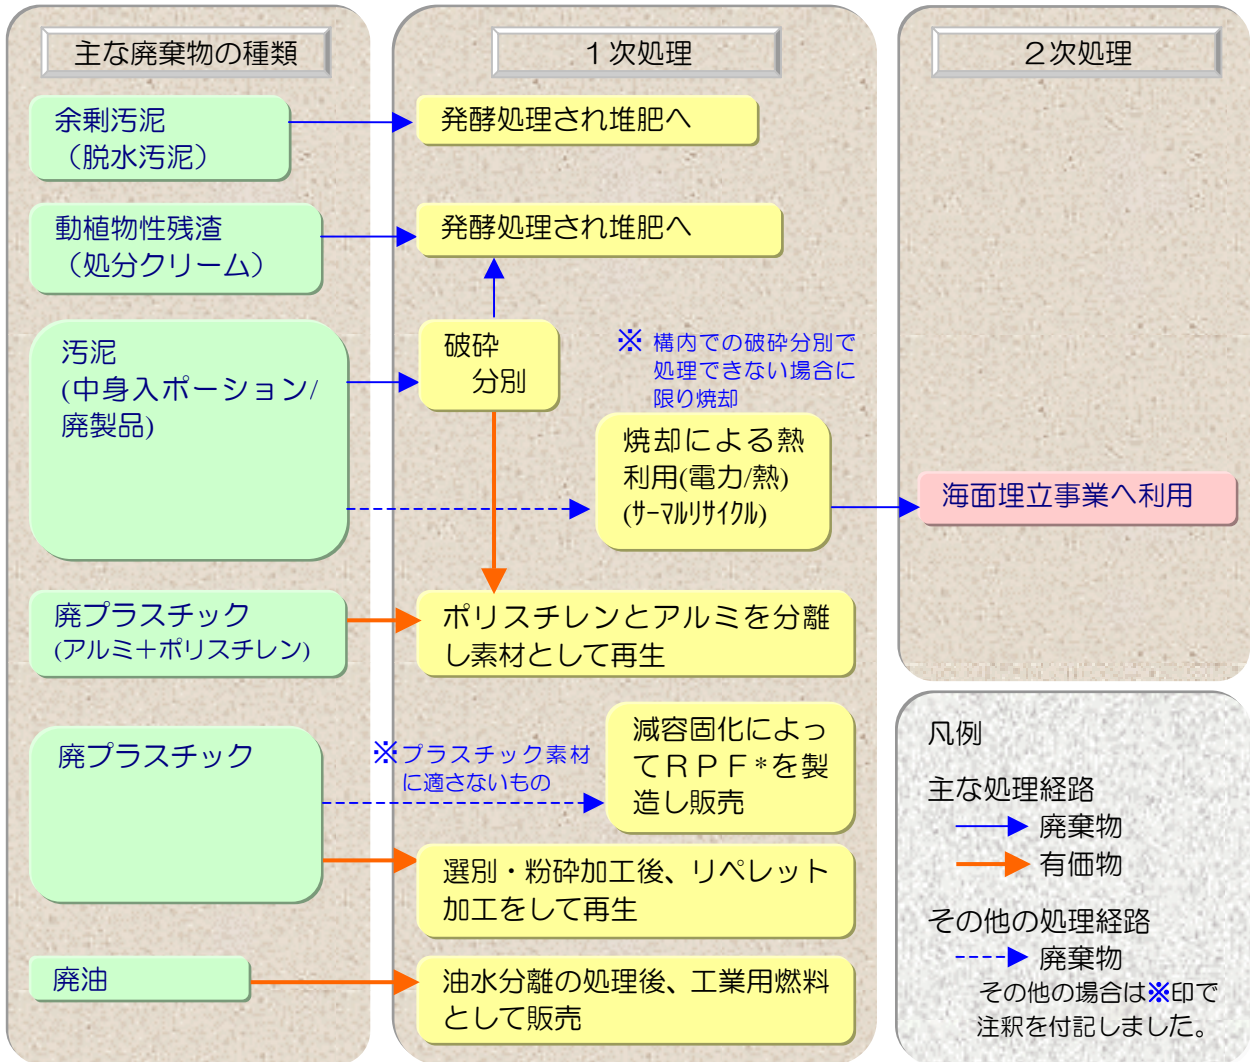 主な廃棄物の種類
1次処理
2次処理
余剰汚泥
（脱水汚泥）
発酵処理され堆肥へ
動植物性残渣
（処分クリーム）
発酵処理され堆肥へ
汚泥
(中身入ポーション/
廃製品)
破砕
分別
※ 構内での破砕分別で
処理できない場合に
限り焼却
焼却による熱
利用(電力/熱)
(ｻｰﾏﾙﾘｻｲｸﾙ)
海面埋立事業へ利用
廃プラスチック
(アルミ＋ポリスチレン)
ポリスチレンとアルミを分離
し素材として再生
廃プラスチック
※プラスチック素材
に適さないもの
減容固化によっ
てＲＰＦ*を製
造し販売
選別・粉砕加工後、リペレット
加工をして再生
廃油
油水分離の処理後、工業用燃料
として販売
凡例
主な処理経路
廃棄物
有価物
その他の処理経路
廃棄物
その他の場合は※印で
注釈を付記しました。